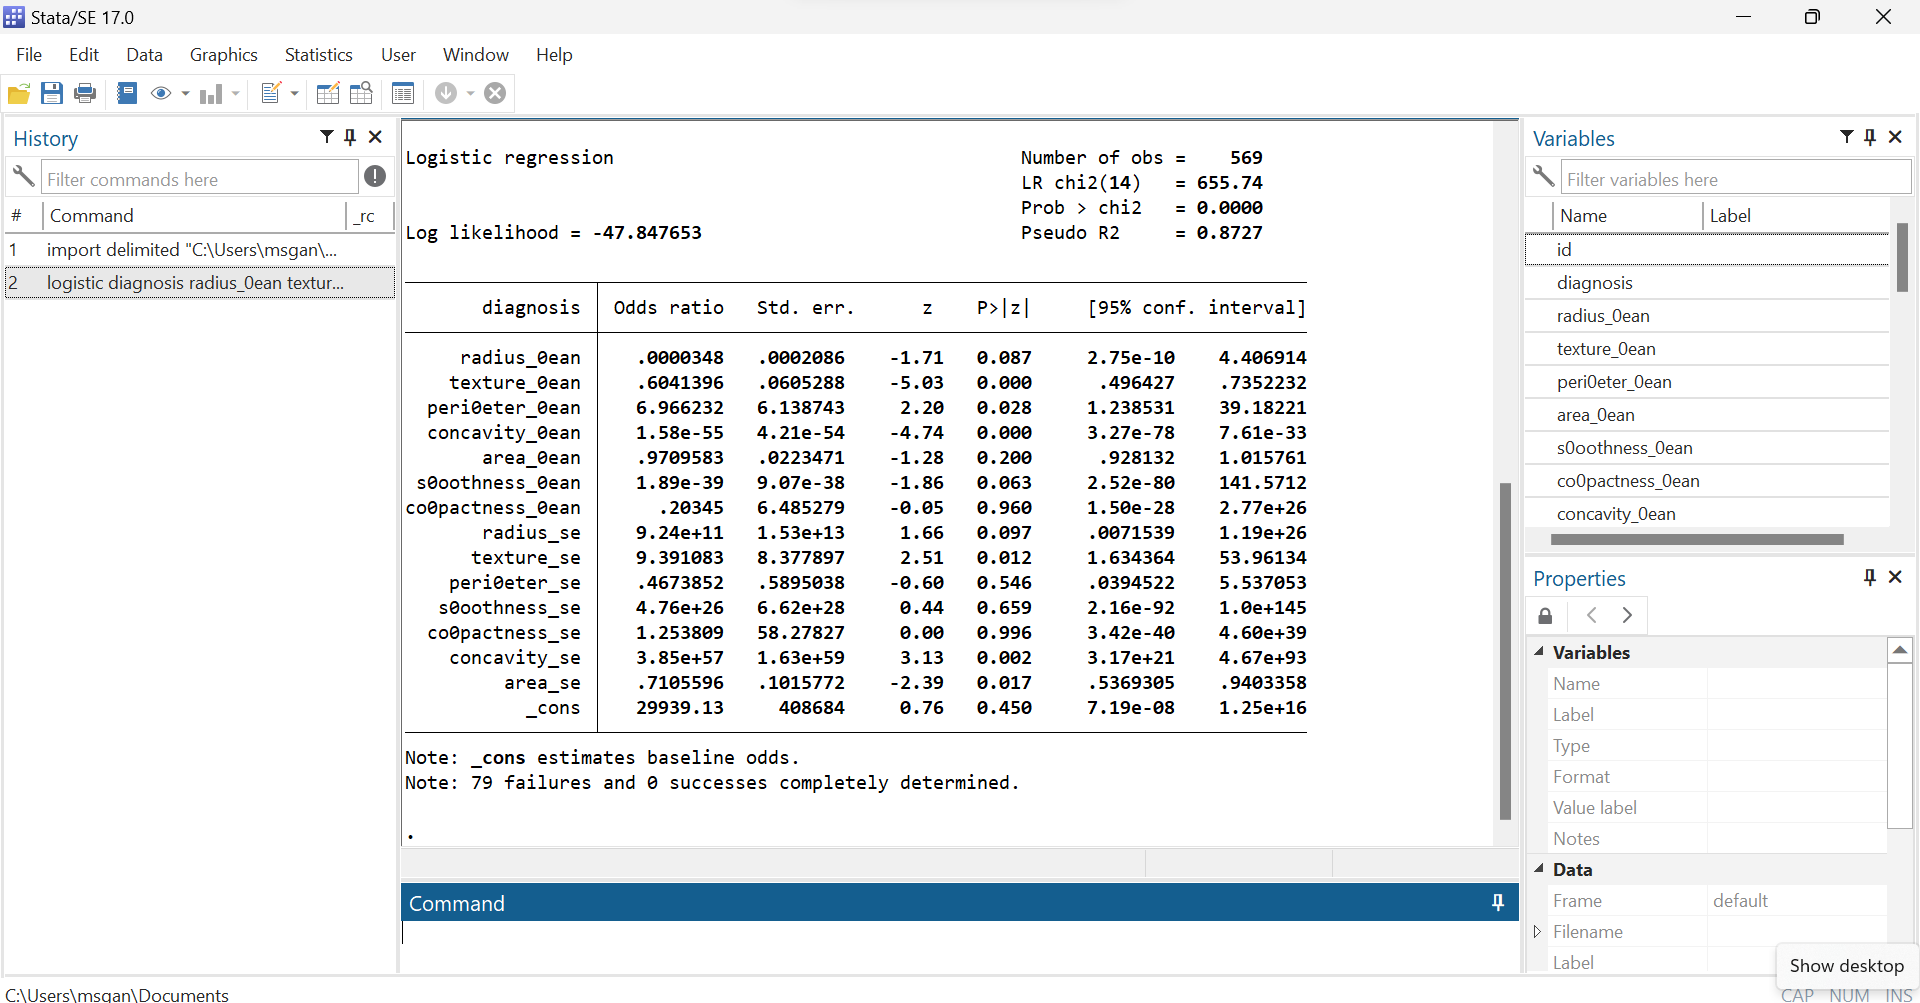 Stata/SE 17.0
File Edit Data Graphics Statistics User Window Help
History
Filter commands here
# Command _rc
1 import delimited "C:\Users\msgan\...
2 logistic diagnosis radius_0ean textur...
Logistic regression Number of obs = 569
LR chi2(14) = 655.74
Prob > chi2 = 0.0000
Log likelihood = -47.847653 Pseudo R2 = 0.8727
diagnosis Odds ratio Std. err. z P>|z| [95% conf. interval]
radius_0ean .0000348 .0002086 -1.71 0.087 2.75e-10 4.406914
texture_0ean .6041396 .0605288 -5.03 0.000 .496427 .7352232
peri0eter_0ean 6.966232 6.138743 2.20 0.028 1.238531 39.18221
concavity_0ean 1.58e-55 4.21e-54 -4.74 0.000 3.27e-78 7.61e-33
area_0ean .9709583 .0223471 -1.28 0.200 .928132 1.015761
s0oothness_0ean 1.89e-39 9.07e-38 -1.86 0.063 2.52e-80 141.5712
co0pactness_0ean .20345 6.485279 -0.05 0.960 1.50e-28 2.77e+26
radius_se 9.24e+11 1.53e+13 1.66 0.097 .0071539 1.19e+26
texture_se 9.391083 8.377897 2.51 0.012 1.634364 53.96134
peri0eter_se .4673852 .5895038 -0.60 0.546 .0394522 5.537053
s0oothness_se 4.76e+26 6.62e+28 0.44 0.659 2.16e-92 1.0e+145
co0pactness_se 1.253809 58.27827 0.00 0.996 3.42e-40 4.60e+39
concavity_se 3.85e+57 1.63e+59 3.13 0.002 3.17e+21 4.67e+93
area_se .7105596 .1015772 -2.39 0.017 .5369305 .9403358
_cons 29939.13 408684 0.76 0.450 7.19e-08 1.25e+16
Note: _cons estimates baseline odds.
Note: 79 failures and 0 successes completely determined.
.
Command
Variables
Filter variables here
Name Label
id
diagnosis
radius_0ean
texture_0ean
peri0eter_0ean
area_0ean
s0oothness_0ean
co0pactness_0ean
concavity_0ean
Properties
Variables
Name
Label
Type
Format
Value label
Notes
Data
Frame default
Filename
Label
Show desktop
C:\Users\msgan\Documents
CAP NUM INS